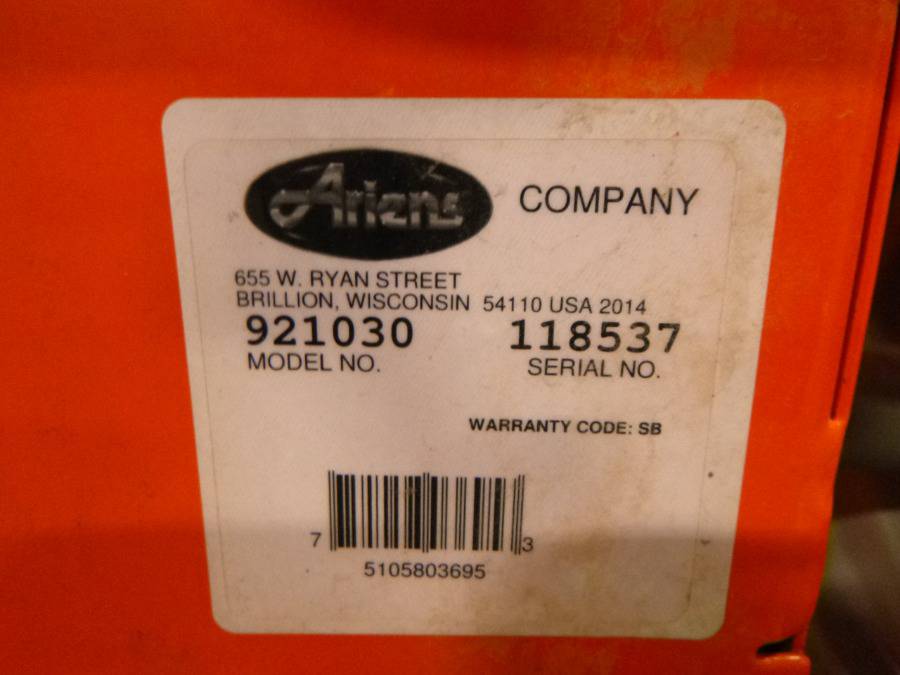 Ariens COMPANY
655 W. RYAN STREET
BRILLION, WISCONSIN 54110 USA 2014
921030 118537
MODEL NO. SERIAL NO.
WARRANTY CODE: SB
7 3
5105803695